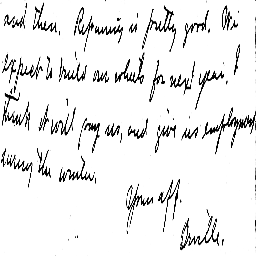 and then. Repairing is pretty good. We
expect to build our wheels for next year. I
think it will pay us, and give us employment
during the winter.
Yours aff.
Orville.